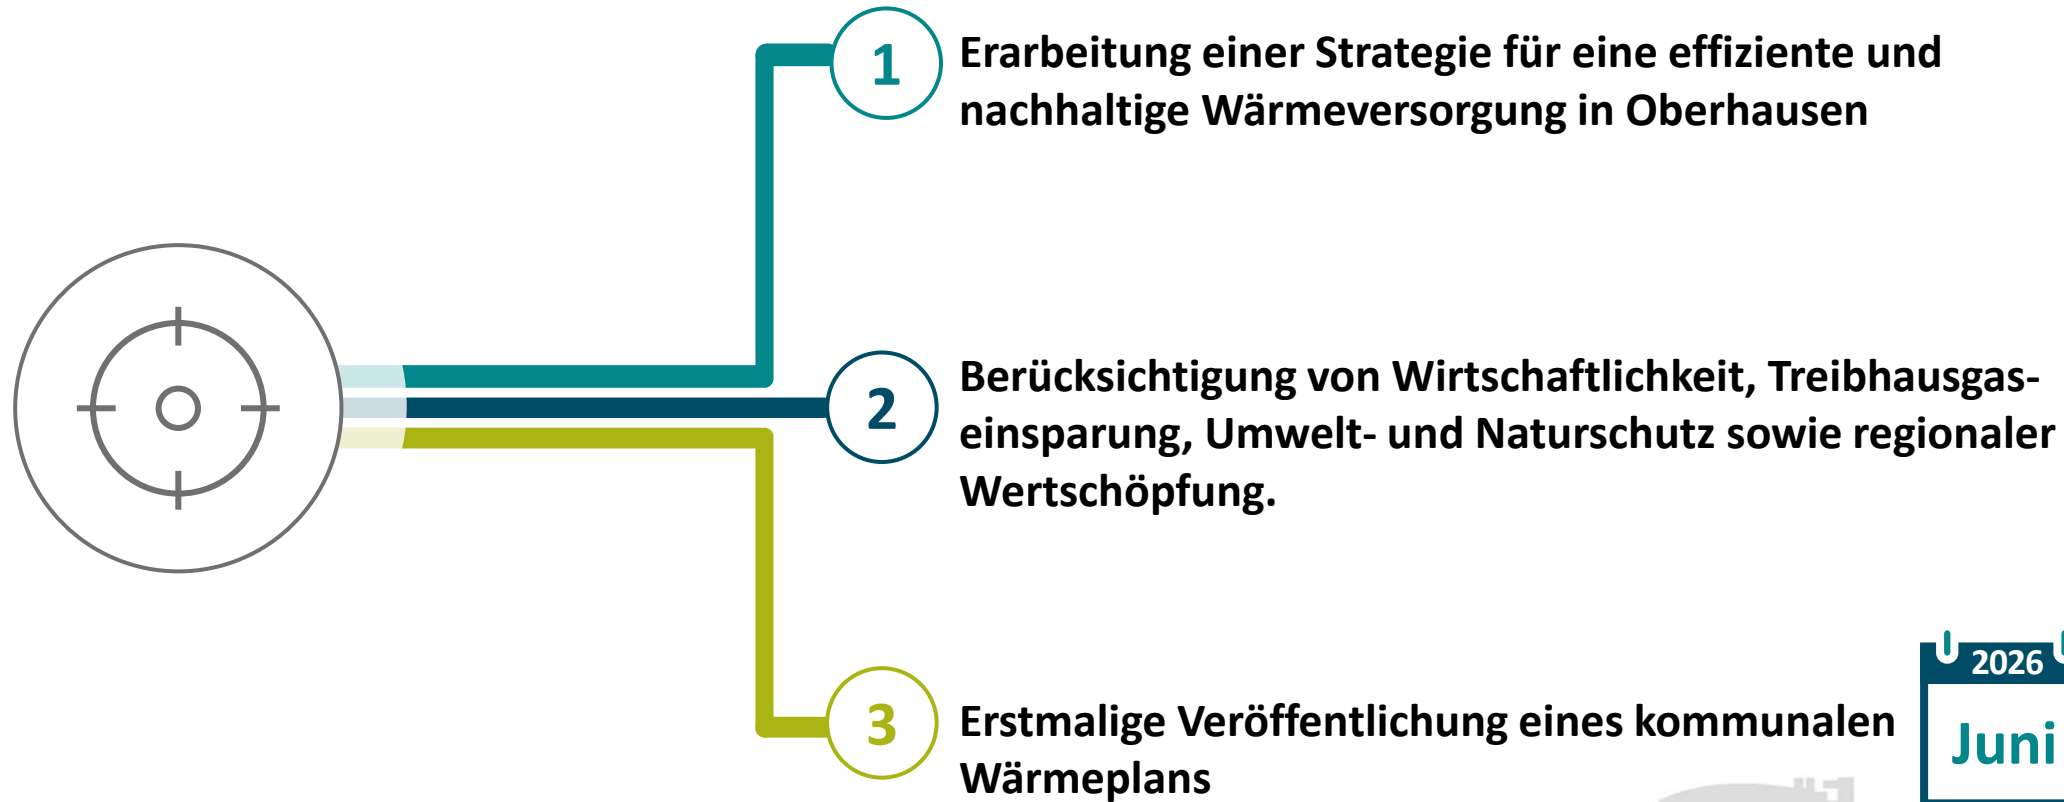 1
Erarbeitung einer Strategie für eine effiziente und
nachhaltige Wärmeversorgung in Oberhausen
2
Berücksichtigung von Wirtschaftlichkeit, Treibhausgas-
einsparung, Umwelt- und Naturschutz sowie regionaler
Wertschöpfung.
3
Erstmalige Veröffentlichung eines kommunalen
Wärmeplans
2026
Juni